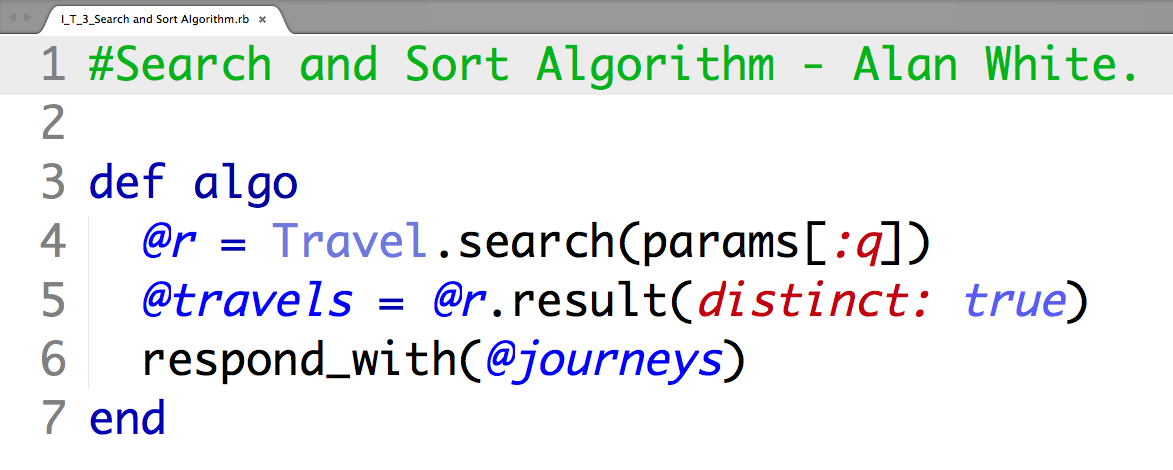 I_T_3_Search and Sort Algorithm.rb ×
1 #Search and Sort Algorithm - Alan White.
2
3 def algo
4   @r = Travel.search(params[:q])
5   @travels = @r.result(distinct: true)
6   respond_with(@journeys)
7 end